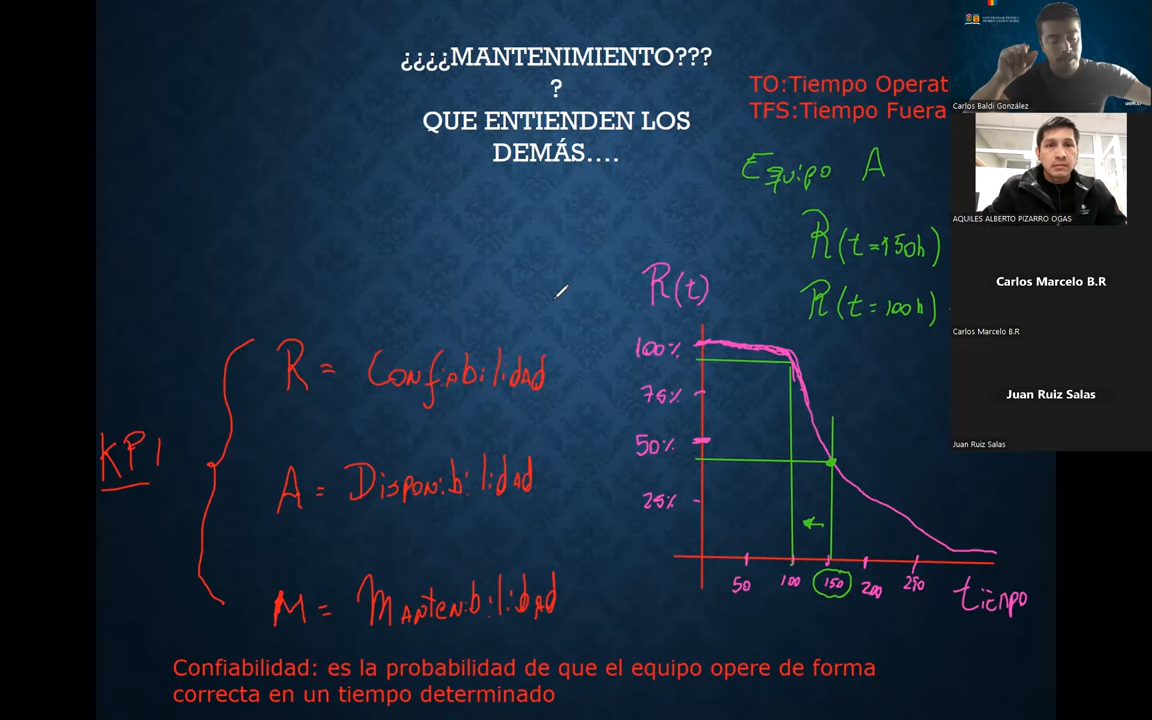 ¿¿¿¿MANTENIMIENTO???
?
QUE ENTIENDEN LOS
DEMÁS....
TO:Tiempo Operat
TFS:Tiempo Fuera
Equipo A
R(t=150h)
R(t=100h)
R(t)
100%
75%
50%
25%
50 100 150 200 250
tiempo
KPI
R = Confiabilidad
A = Disponibilidad
M = Mantenibilidad
Confiabilidad: es la probabilidad de que el equipo opere de forma
correcta en un tiempo determinado
Carlos Baldi González
AQUILES ALBERTO PIZARRO OGAS
Carlos Marcelo B.R
Carlos Marcelo B.R
Juan Ruiz Salas
Juan Ruiz Salas